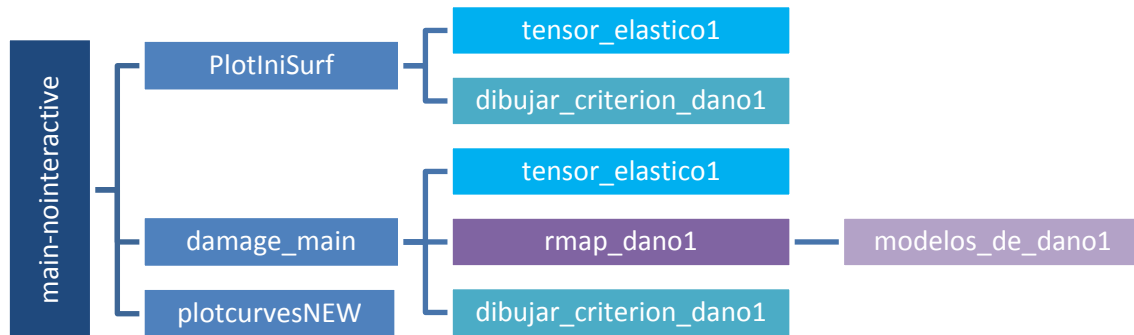 main-nointeractive
PlotIniSurf
tensor_elastico1
dibujar_criterion_dano1
damage_main
tensor_elastico1
rmap_dano1
modelos_de_dano1
dibujar_criterion_dano1
plotcurvesNEW